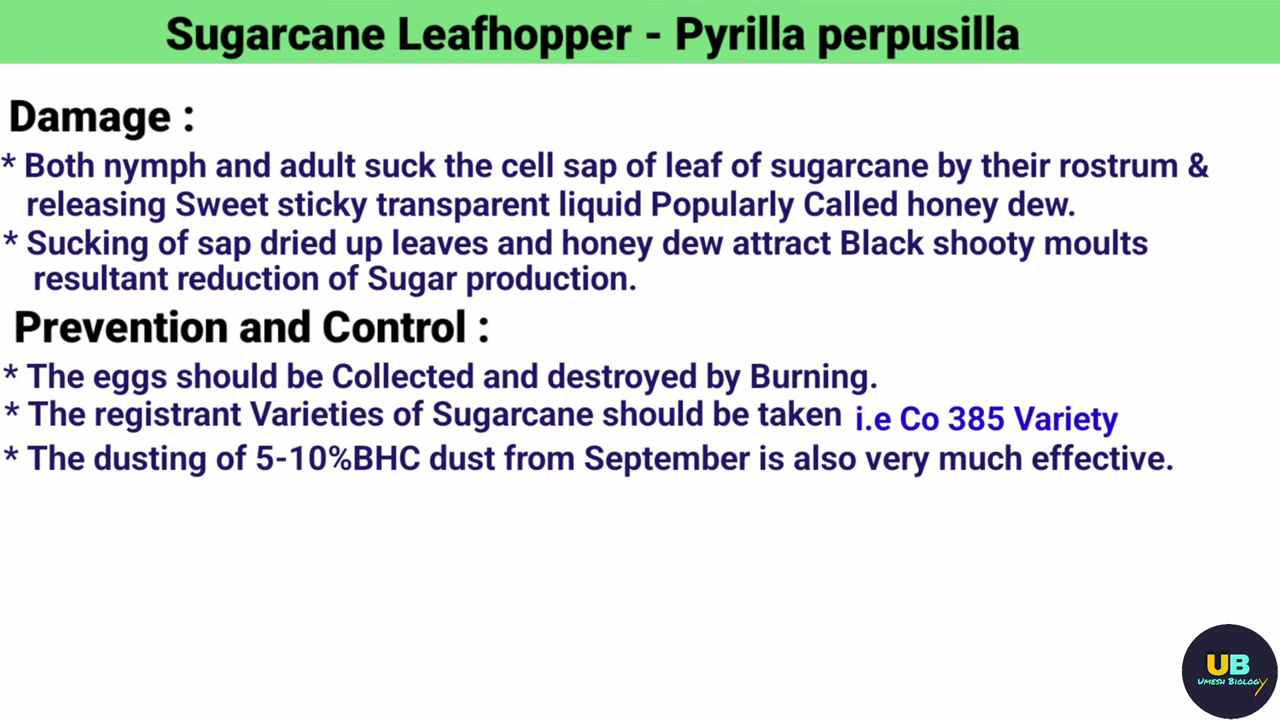 Sugarcane Leafhopper - Pyrilla perpusilla
Damage :
* Both nymph and adult suck the cell sap of leaf of sugarcane by their rostrum &
releasing Sweet sticky transparent liquid Popularly Called honey dew.
* Sucking of sap dried up leaves and honey dew attract Black shooty moults
resultant reduction of Sugar production.
Prevention and Control :
* The eggs should be Collected and destroyed by Burning.
* The registrant Varieties of Sugarcane should be taken i.e Co 385 Variety
* The dusting of 5-10%BHC dust from September is also very much effective.
UB
Umesh Biology